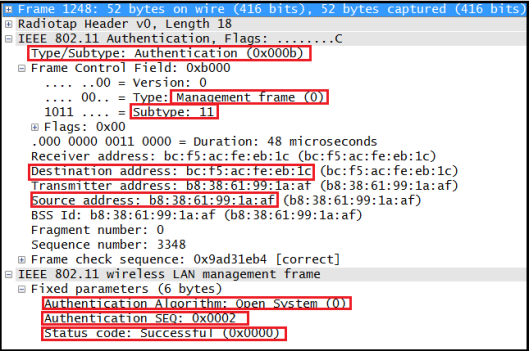 Frame 1248: 52 bytes on wire (416 bits), 52 bytes captured (416 bits)
Radiotap Header v0, Length 18
IEEE 802.11 Authentication, Flags: ........C
Type/Subtype: Authentication (0x000b)
Frame Control Field: 0xb000
.... ..00 = Version: 0
.... 00.. = Type: Management frame (0)
1011 .... = Subtype: 11
Flags: 0x00
.000 0000 0011 0000 = Duration: 48 microseconds
Receiver address: bc:f5:ac:fe:eb:1c (bc:f5:ac:fe:eb:1c)
Destination address: bc:f5:ac:fe:eb:1c (bc:f5:ac:fe:eb:1c)
Transmitter address: b8:38:61:99:1a:af (b8:38:61:99:1a:af)
Source address: b8:38:61:99:1a:af (b8:38:61:99:1a:af)
BSS Id: b8:38:61:99:1a:af (b8:38:61:99:1a:af)
Fragment number: 0
Sequence number: 3348
Frame check sequence: 0x9ad31eb4 [correct]
IEEE 802.11 wireless LAN management frame
Fixed parameters (6 bytes)
Authentication Algorithm: Open System (0)
Authentication SEQ: 0x0002
Status code: Successful (0x0000)